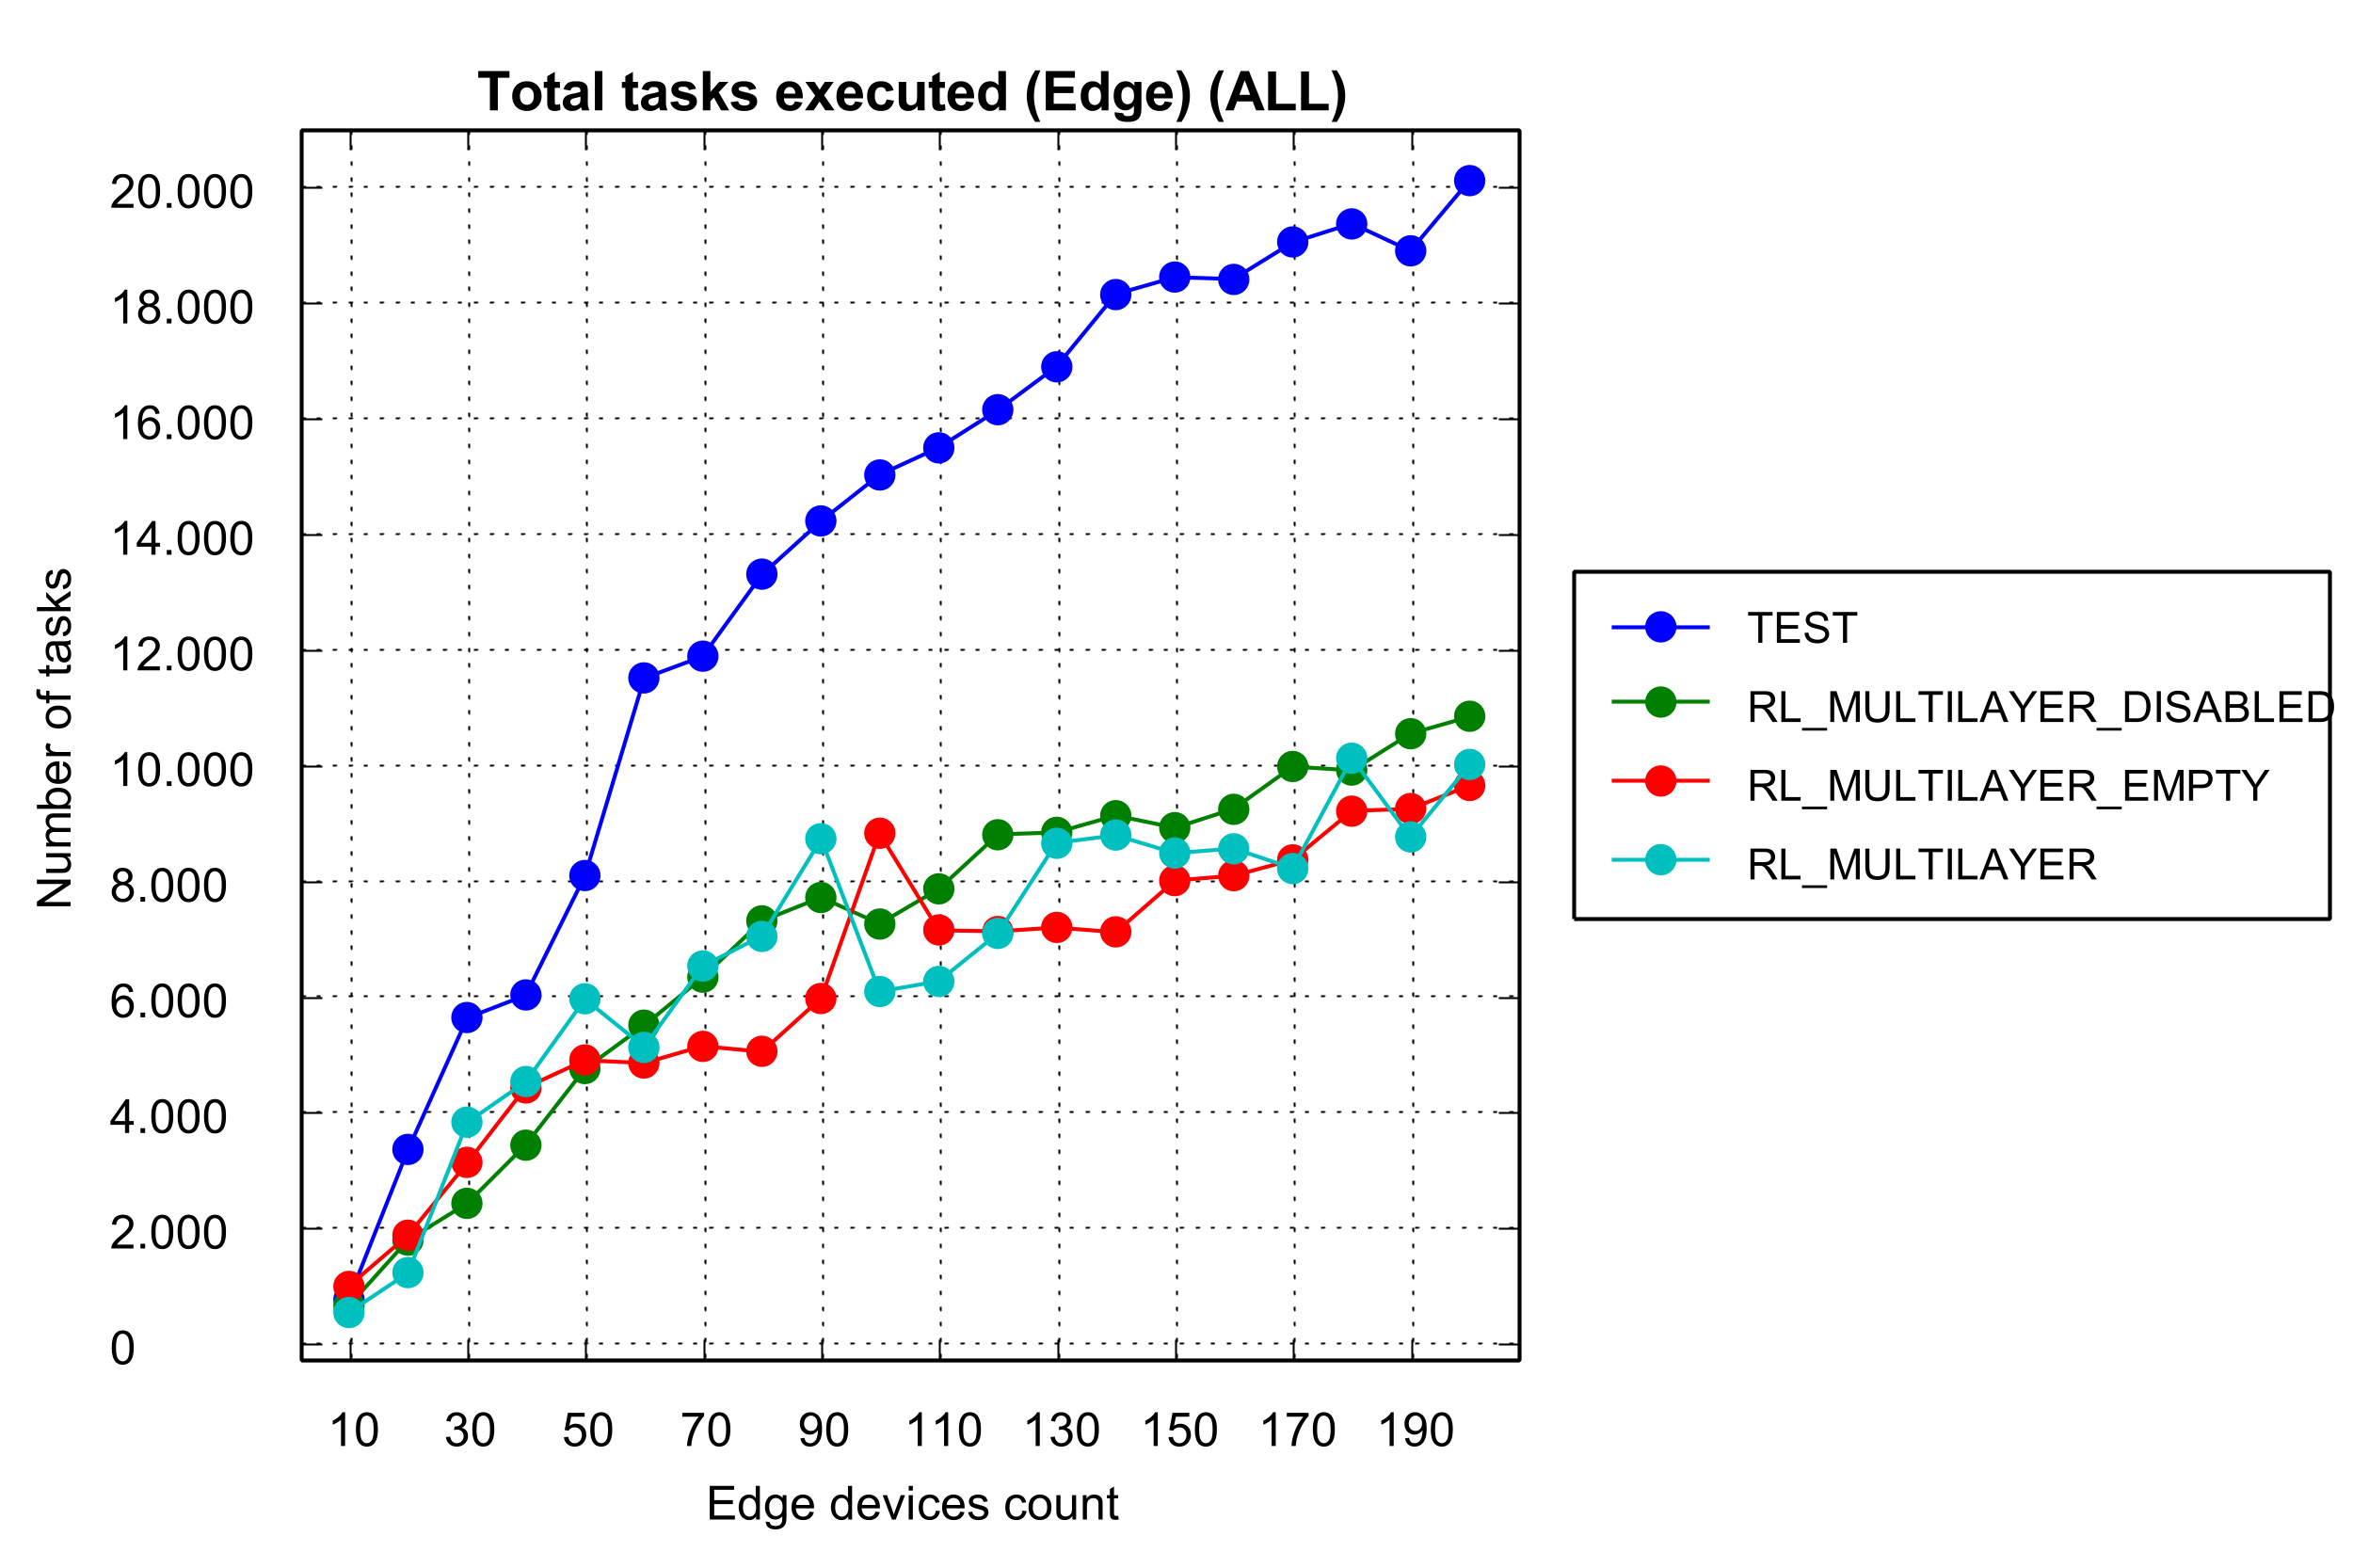 Total tasks executed (Edge) (ALL)
Number of tasks
20.000
18.000
16.000
14.000
12.000
10.000
8.000
6.000
4.000
2.000
0
10 30 50 70 90 110 130 150 170 190
Edge devices count
TEST
RL_MULTILAYER_DISABLED
RL_MULTILAYER_EMPTY
RL_MULTILAYER